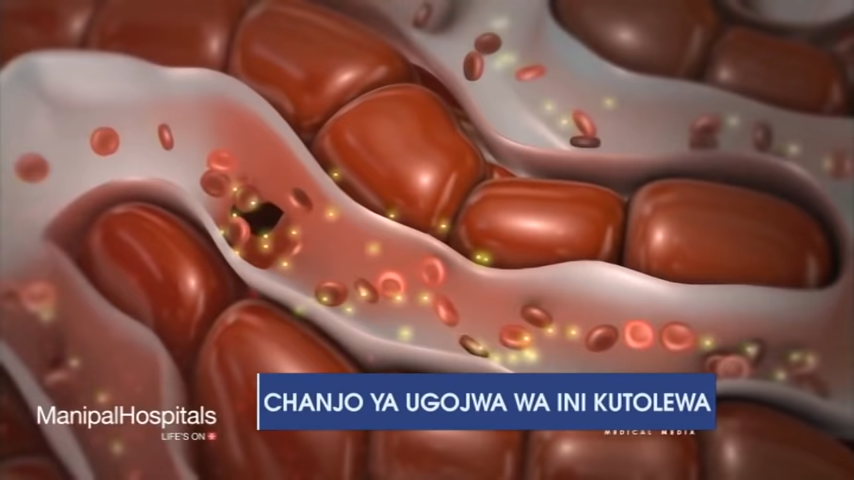 CHANJO YA UGOJWA WA INI KUTOLEWA
ManipalHospitals
LIFE'S ON
MEDICAL MEDIA